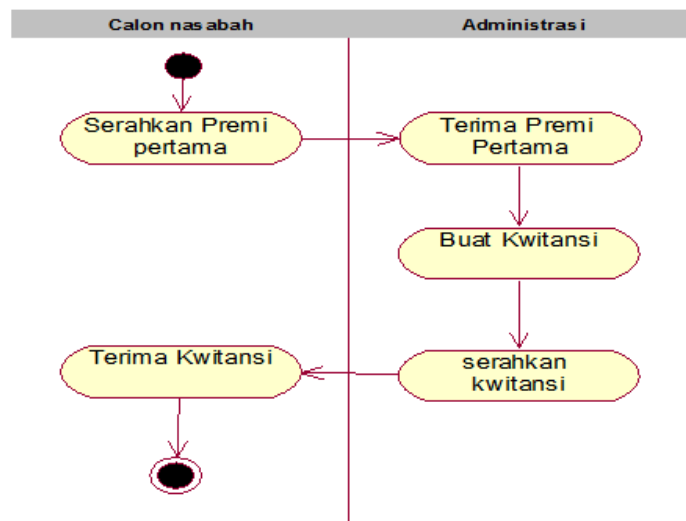 Calon nasabah
Administrasi
Serahkan Premi
pertama
Terima Premi
Pertama
Buat Kwitansi
Terima Kwitansi
serahkan
kwitansi